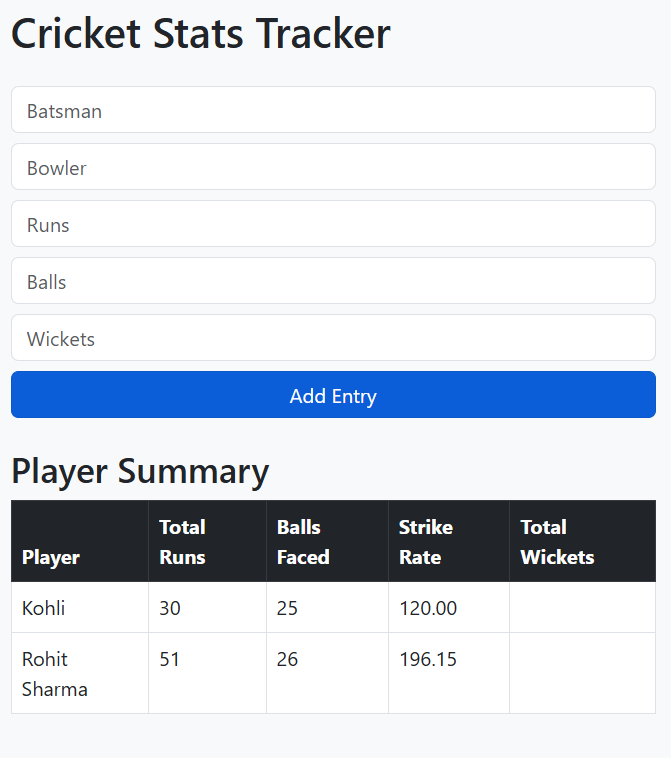 Cricket Stats Tracker
Batsman
Bowler
Runs
Balls
Wickets
Add Entry
Player Summary
Player Total Runs Balls Faced Strike Rate Total Wickets
Kohli 30 25 120.00
Rohit Sharma 51 26 196.15